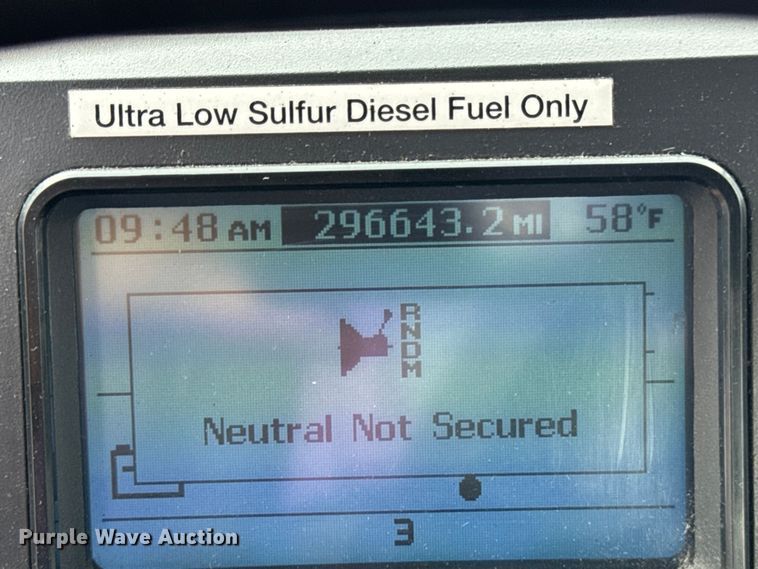 Ultra Low Sulfur Diesel Fuel Only
09:48 AM 296643.2 MI 58°F
R
N
D
M
Neutral Not Secured
3
Purple Wave Auction